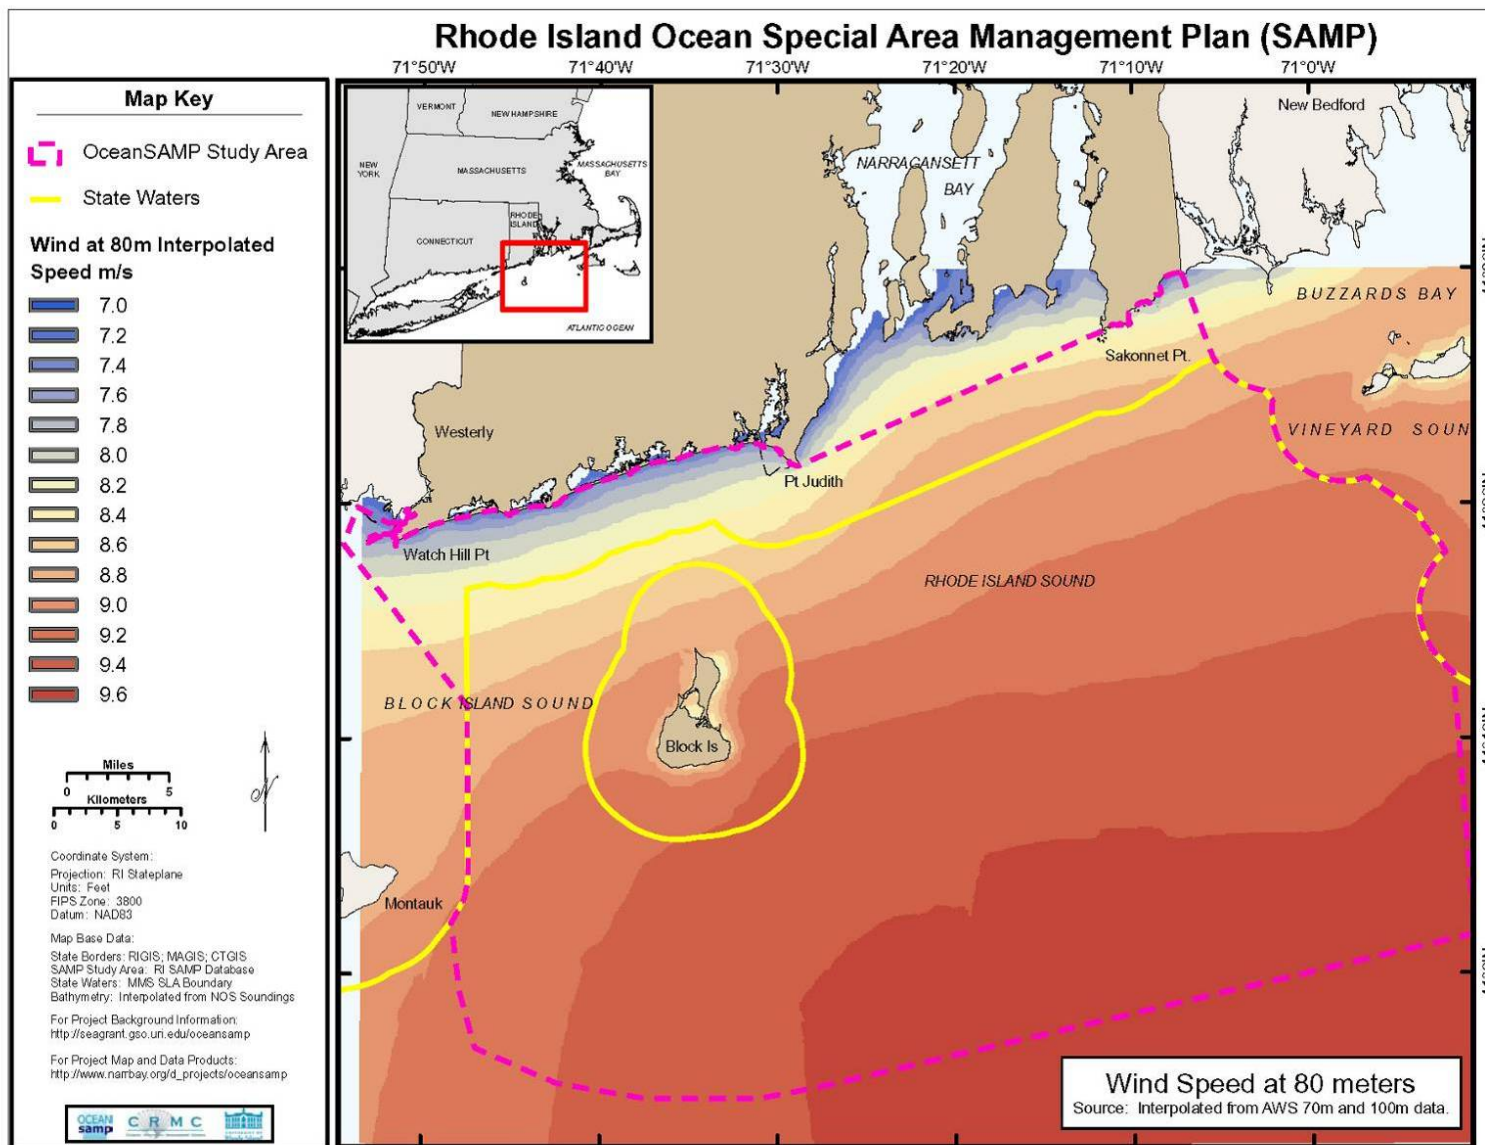 Rhode Island Ocean Special Area Management Plan (SAMP)
71°50'W
71°40'W
71°30'W
71°20'W
71°10'W
71°0'W
Map Key
OceanSAMP Study Area
State Waters
Wind at 80m Interpolated
Speed m/s
7.0
7.2
7.4
7.6
7.8
8.0
8.2
8.4
8.6
8.8
9.0
9.2
9.4
9.6
Miles
0
5
Kilometers
0
5
10
N
Coordinate System:
Projection: RI Stateplane
Units: Feet
FIPS Zone: 3800
Datum: NAD83
Map Base Data:
State Borders: RIGIS; MAGIS; CTGIS
SAMP Study Area: RI SAMP Database
State Waters: MMS SLA Boundary
Bathymetry: Interpolated from NOS Soundings
For Project Background Information:
http://seagrant.gso.uri.edu/oceansamp
For Project Map and Data Products:
http://www.narrbay.org/d_projects/oceansamp
OCEAN
samp
CRMC
VERMONT
NEW HAMPSHIRE
NEW
YORK
MASSACHUSETTS
MASSACHUSETTS
BAY
RHODE
ISLAND
CONNECTICUT
ATLANTIC OCEAN
New Bedford
NARRAGANSETT
BAY
BUZZARDS BAY
Sakonnet Pt.
Westerly
VINEYARD SOUN
Pt Judith
Watch Hill Pt
RHODE ISLAND SOUND
BLOCK ISLAND SOUND
Block Is
Montauk
Wind Speed at 80 meters
Source: Interpolated from AWS 70m and 100m data.